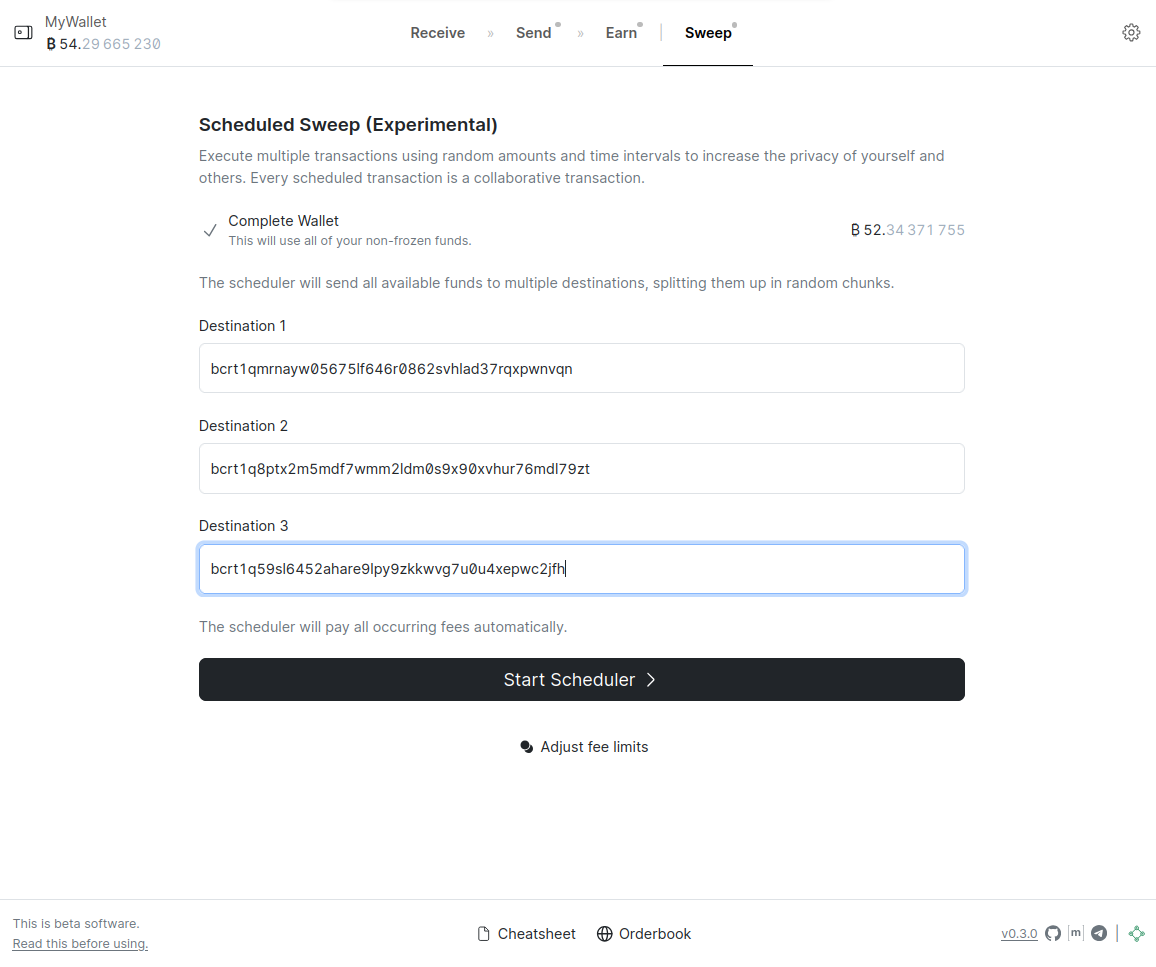 MyWallet
₿ 54.29 665 230
Receive » Send » Earn | Sweep
Scheduled Sweep (Experimental)
Execute multiple transactions using random amounts and time intervals to increase the privacy of yourself and
others. Every scheduled transaction is a collaborative transaction.
Complete Wallet
This will use all of your non-frozen funds.
₿ 52.34 371 755
The scheduler will send all available funds to multiple destinations, splitting them up in random chunks.
Destination 1
bcrt1qmrnayw05675lf646r0862svhlad37rqxpwnvqn
Destination 2
bcrt1q8ptx2m5mdf7wmm2ldm0s9x90xvhur76mdl79zt
Destination 3
bcrt1q59sl6452ahare9lpy9zkkwvg7u0u4xepwc2jfh
The scheduler will pay all occurring fees automatically.
Start Scheduler
Adjust fee limits
This is beta software.
Read this before using.
Cheatsheet
Orderbook
v0.3.0
m